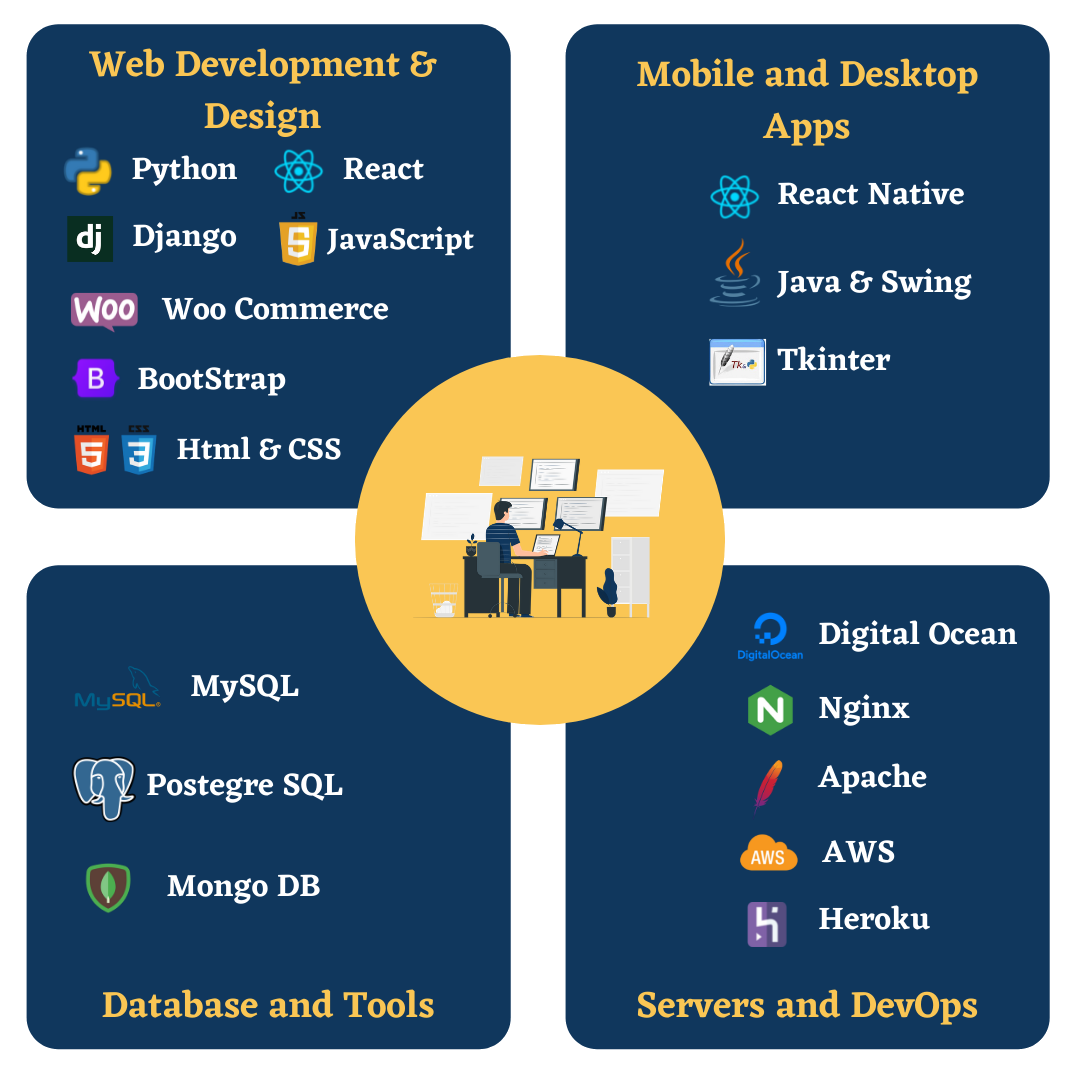 Web Development &
Design
Python
React
dj
Django
JS
JavaScript
Woo
Woo Commerce
B
BootStrap
HTML
5
CSS
3
Html & CSS
Mobile and Desktop
Apps
React Native
Java & Swing
Tk
Tkinter
MySQL
MySQL
Postegre SQL
Mongo DB
Database and Tools
DigitalOcean
Digital Ocean
N
Nginx
Apache
AWS
AWS
Heroku
Servers and DevOps